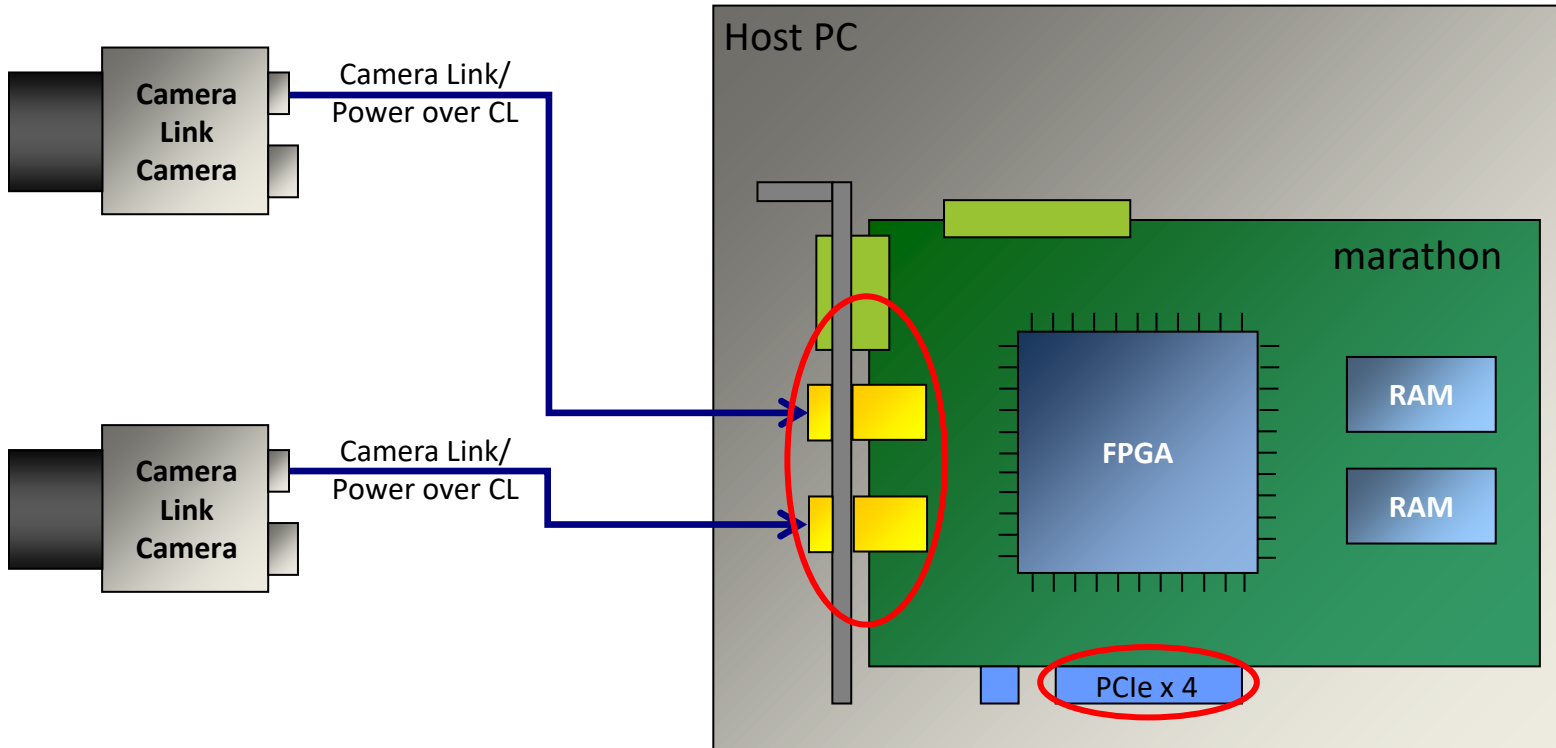 Host PC
Camera
Link
Camera
Camera Link/
Power over CL
marathon
FPGA
RAM
RAM
Camera
Link
Camera
Camera Link/
Power over CL
PCIe x 4